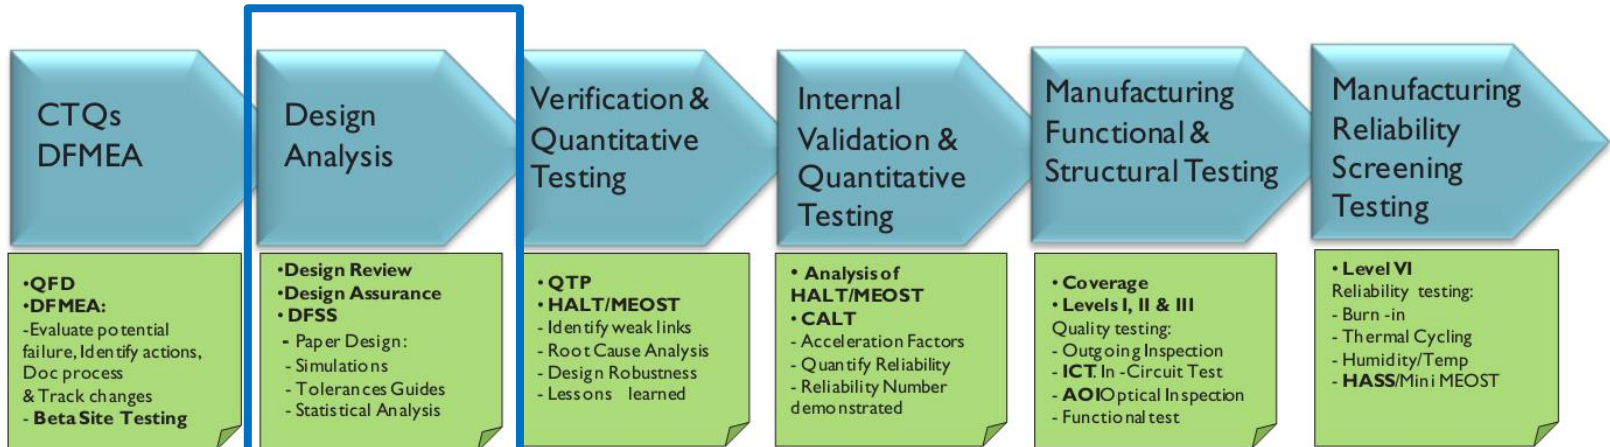 CTQs
DFMEA
Design
Analysis
Verification &
Quantitative
Testing
Internal
Validation &
Quantitative
Testing
Manufacturing
Functional &
Structural Testing
Manufacturing
Reliability
Screening
Testing
•QFD
•DFMEA:
-Evaluate potential
failure, Identify actions,
Doc process
& Track changes
- Beta Site Testing
•Design Review
•Design Assurance
• DFSS
- Paper Design:
- Simulations
- Tolerances Guides
- Statistical Analysis
• QTP
• HALT/MEOST
- Identify weak links
- Root Cause Analysis
- Design Robustness
- Lessons learned
• Analysis of
HALT/MEOST
• CALT
- Acceleration Factors
- Quantify Reliability
- Reliability Number
demonstrated
• Coverage
• Levels I, II & III
Quality testing:
- Outgoing Inspection
- ICT. In -Circuit Test
- AOIOptical Inspection
- Functional test
• Level VI
Reliability testing:
- Burn -in
- Thermal Cycling
- Humidity/Temp
- HASS/Mini MEOST